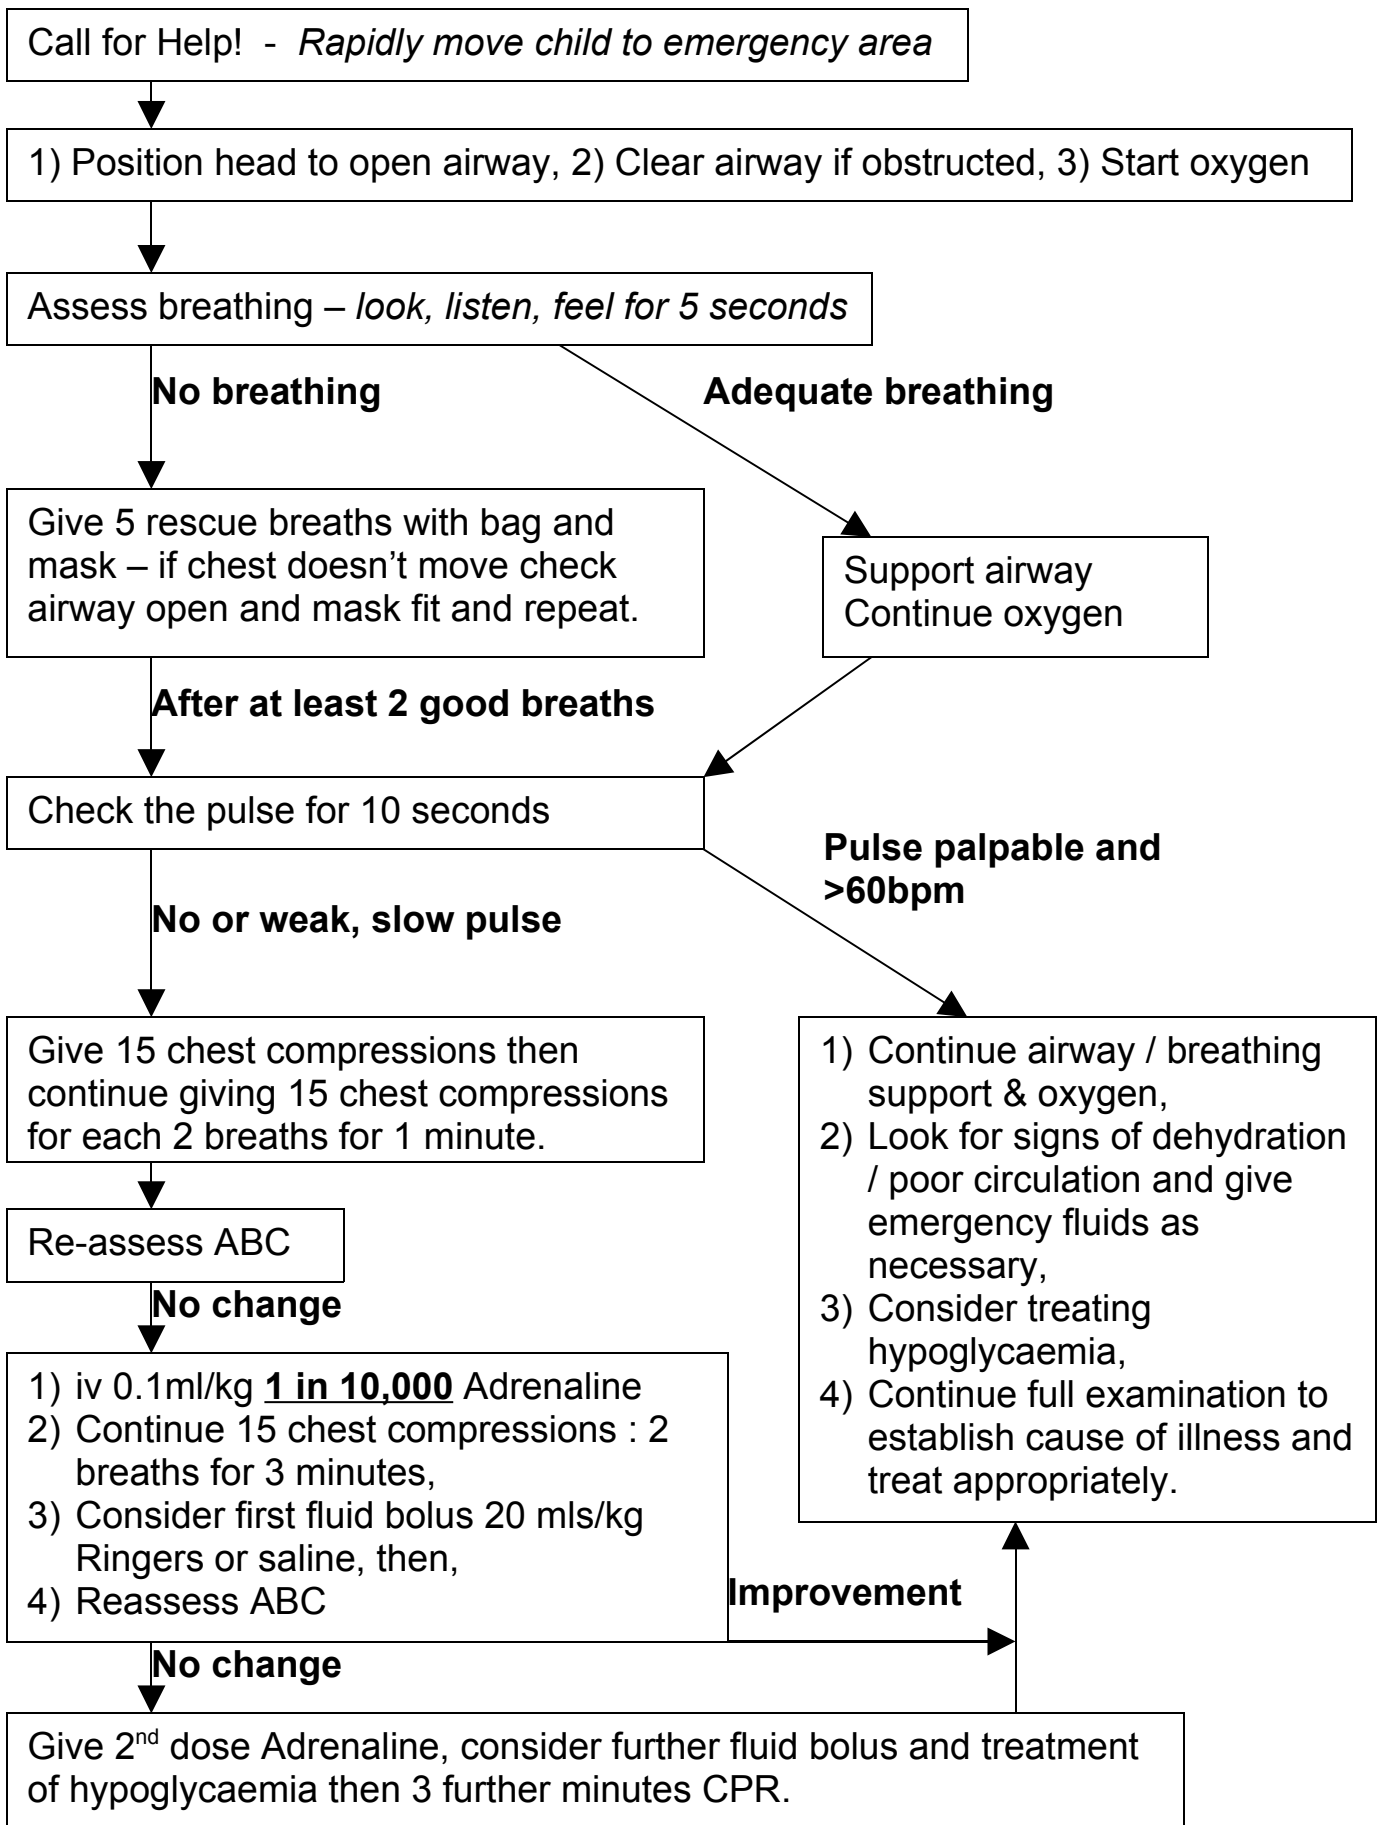 Call for Help!  -  Rapidly move child to emergency area
1) Position head to open airway, 2) Clear airway if obstructed, 3) Start oxygen
Assess breathing – look, listen, feel for 5 seconds
No breathing
Adequate breathing
Give 5 rescue breaths with bag and
mask – if chest doesn’t move check
airway open and mask fit and repeat.
Support airway
Continue oxygen
After at least 2 good breaths
Check the pulse for 10 seconds
Pulse palpable and
>60bpm
No or weak, slow pulse
Give 15 chest compressions then
continue giving 15 chest compressions
for each 2 breaths for 1 minute.
1) Continue airway / breathing
support & oxygen,
2) Look for signs of dehydration
/ poor circulation and give
emergency fluids as
necessary,
3) Consider treating
hypoglycaemia,
4) Continue full examination to
establish cause of illness and
treat appropriately.
Re-assess ABC
No change
1) iv 0.1ml/kg 1 in 10,000 Adrenaline
2) Continue 15 chest compressions : 2
breaths for 3 minutes,
3) Consider first fluid bolus 20 mls/kg
Ringers or saline, then,
4) Reassess ABC
Improvement
No change
Give 2nd dose Adrenaline, consider further fluid bolus and treatment
of hypoglycaemia then 3 further minutes CPR.